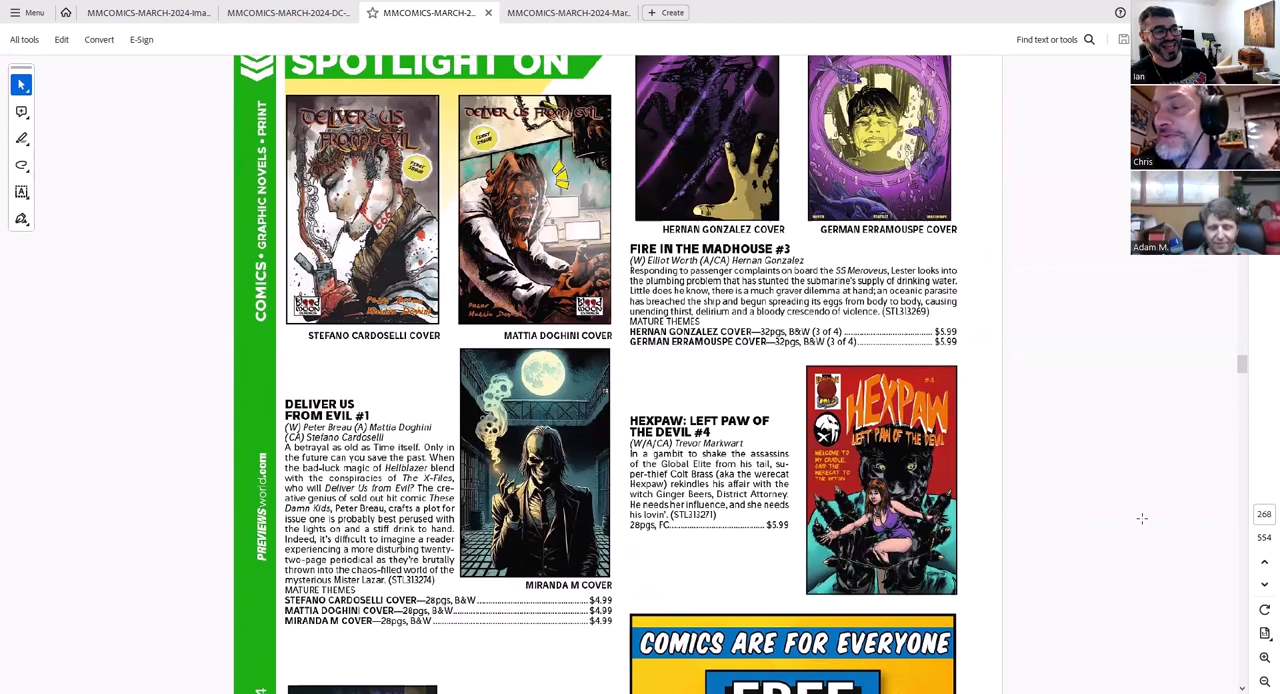 Menu
MMCOMICS-MARCH-2024-Ima...
MMCOMICS-MARCH-2024-DC-...
MMCOMICS-MARCH-2...
MMCOMICS-MARCH-2024-Mar...
Create
All tools
Edit
Convert
E-Sign
Find text or tools
Ian
Chris
Adam M.
COMICS • GRAPHIC NOVELS • PRINT
PREVIEWSworld.com
SPOTLIGHT ON
DELIVER US
FROM EVIL
FIRST
ISSUE
STEFANO CARDOSELLI COVER
DELIVER US FROM EVIL
MATTIA DOGHINI COVER
DELIVER US
FROM EVIL #1
(W) Peter Breau (A) Mattia Doghini
(CA) Stefano Cardoselli
A betrayal as old as Time itself. Only in
the future can you save the past. When
the bad-luck magic of Hellblazer blend
with the conspiracies of The X-Files,
who will Deliver Us from Evil? The cre-
ative genius of sold out hit comic These
Damn Kids, Peter Breau, crafts a plot for
issue one is probably best perused with
the lights on and a stiff drink to hand.
Indeed, it's difficult to imagine a reader
experiencing a more disturbing twenty-
two-page periodical as they're brutally
thrown into the chaos-filled world of the
mysterious Mister Lazar. (STL313274)
MATURE THEMES
STEFANO CARDOSELLI COVER—28pgs, B&W........$4.99
MATTIA DOGHINI COVER—28pgs, B&W........$4.99
MIRANDA M COVER—28pgs, B&W........$4.99
MIRANDA M COVER
HERNAN GONZALEZ COVER
GERMAN ERRAMOUSPE COVER
FIRE IN THE MADHOUSE #3
(W) Elliot Worth (A/CA) Hernan Gonzalez
Responding to passenger complaints on board the SS Meroveus, Lester looks into
the plumbing problem that has stunted the submarine's supply of drinking water.
Little does he know, there is a much graver dilemma at hand; an oceanic parasite
has breached the ship and begun spreading its eggs from body to body, causing
unending thirst, delirium and a bloody crescendo of violence. (STL313269)
MATURE THEMES
HERNAN GONZALEZ COVER—32pgs, B&W (3 of 4)........$5.99
GERMAN ERRAMOUSPE COVER—32pgs, B&W (3 of 4)........$5.99
HEXPAW: LEFT PAW OF
THE DEVIL #4
(W/A/CA) Trevor Markwart
In a gambit to shake the assassins
of the Global Elite from his tail, su-
per-thief Colt Brass (aka the werecat
Hexpaw) rekindles his affair with the
witch Ginger Beers, District Attorney.
He needs her influence, and she needs
his lovin'. (STL313271)
28pgs, FC........$5.99
#4
HEXPAW
LEFT PAW OF THE DEVIL
WELCOME TO
MY CRADLE,
COMICS ARE FOR EVERYONE
FREE
268
554